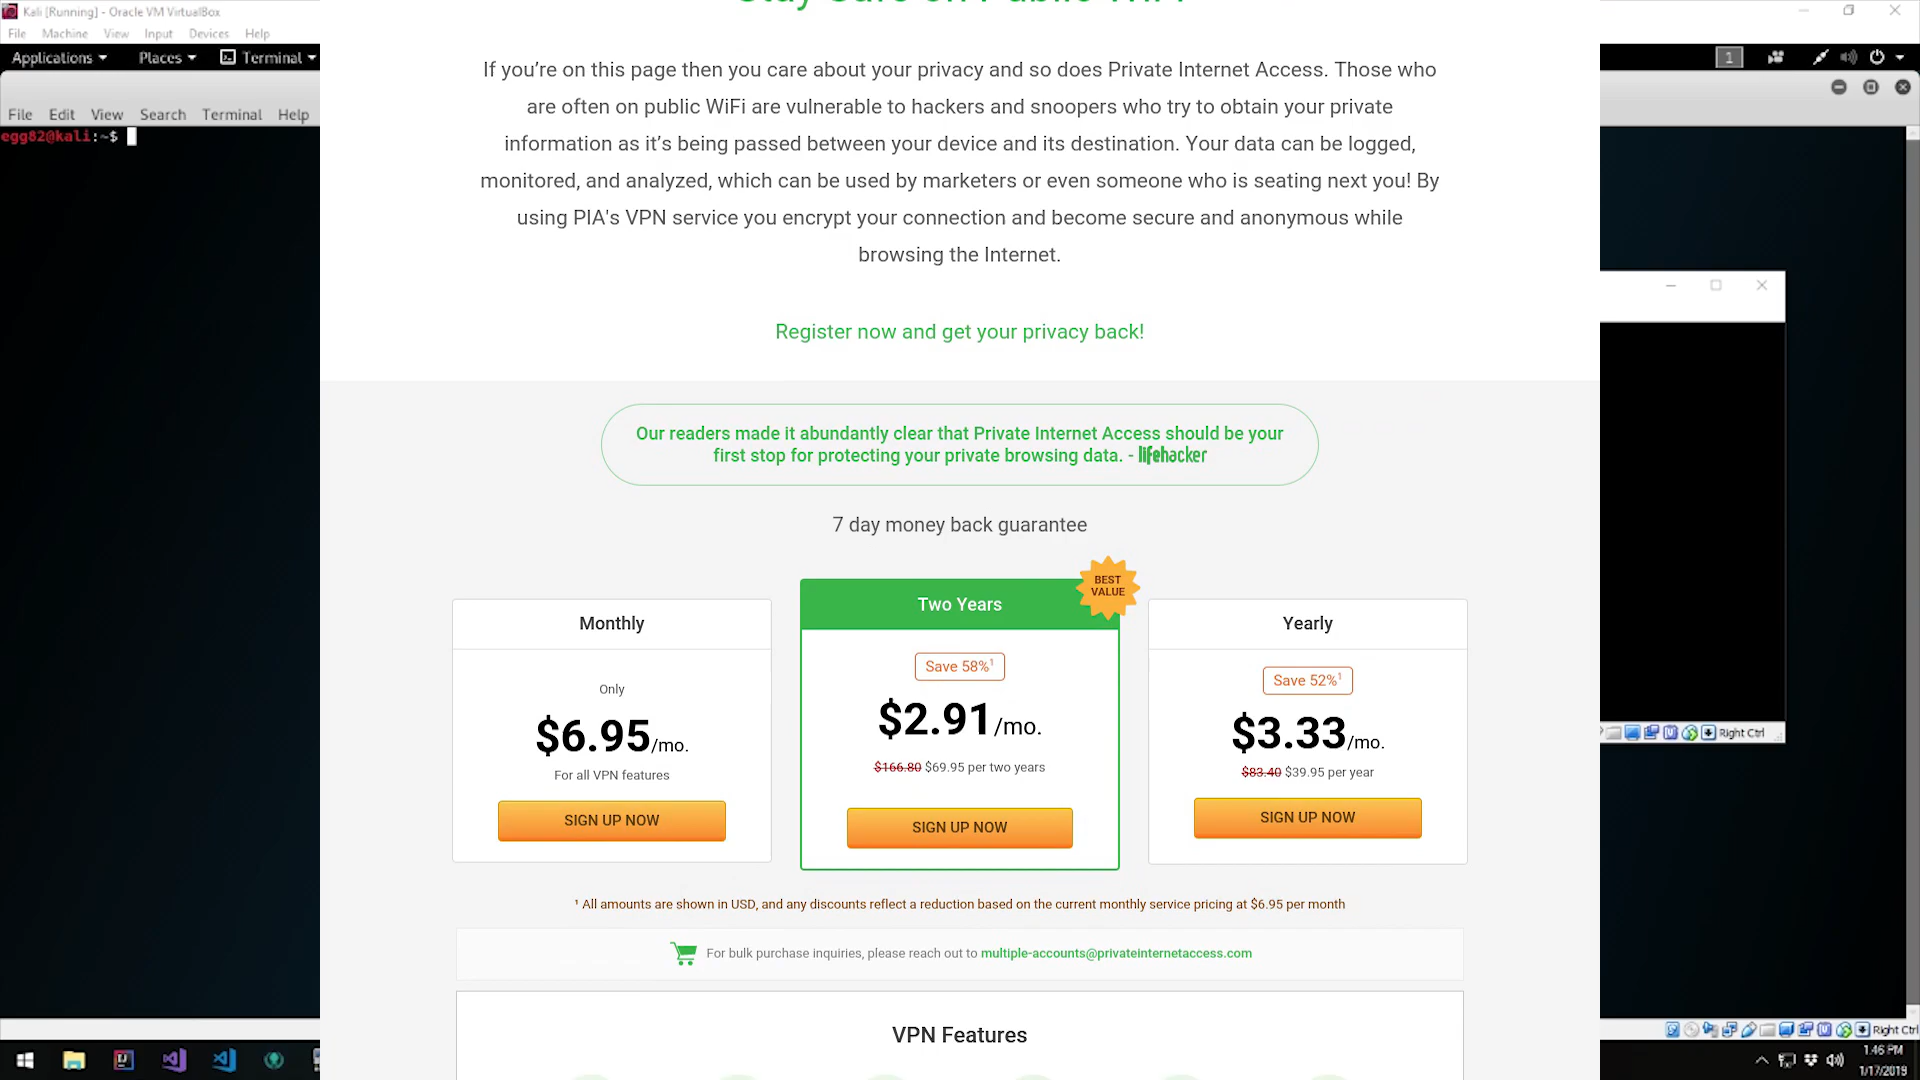 Kali [Running] - Oracle VM VirtualBox
File Machine View Input Devices Help
Applications Places Terminal
1
File Edit View Search Terminal Help
egg82@kali:~$
Stay Safe on Public WiFi
If you’re on this page then you care about your privacy and so does Private Internet Access. Those who
are often on public WiFi are vulnerable to hackers and snoopers who try to obtain your private
information as it’s being passed between your device and its destination. Your data can be logged,
monitored, and analyzed, which can be used by marketers or even someone who is seating next you! By
using PIA's VPN service you encrypt your connection and become secure and anonymous while
browsing the Internet.
Register now and get your privacy back!
Our readers made it abundantly clear that Private Internet Access should be your
first stop for protecting your private browsing data. - lifehacker
7 day money back guarantee
Monthly
Only
$6.95/mo.
For all VPN features
SIGN UP NOW
BEST
VALUE
Two Years
Save 58%¹
$2.91/mo.
$166.80 $69.95 per two years
SIGN UP NOW
Yearly
Save 52%¹
$3.33/mo.
$83.40 $39.95 per year
SIGN UP NOW
¹ All amounts are shown in USD, and any discounts reflect a reduction based on the current monthly service pricing at $6.95 per month
For bulk purchase inquiries, please reach out to multiple-accounts@privateinternetaccess.com
VPN Features
Right Ctrl
Right Ctrl
1:46 PM
1/17/2019